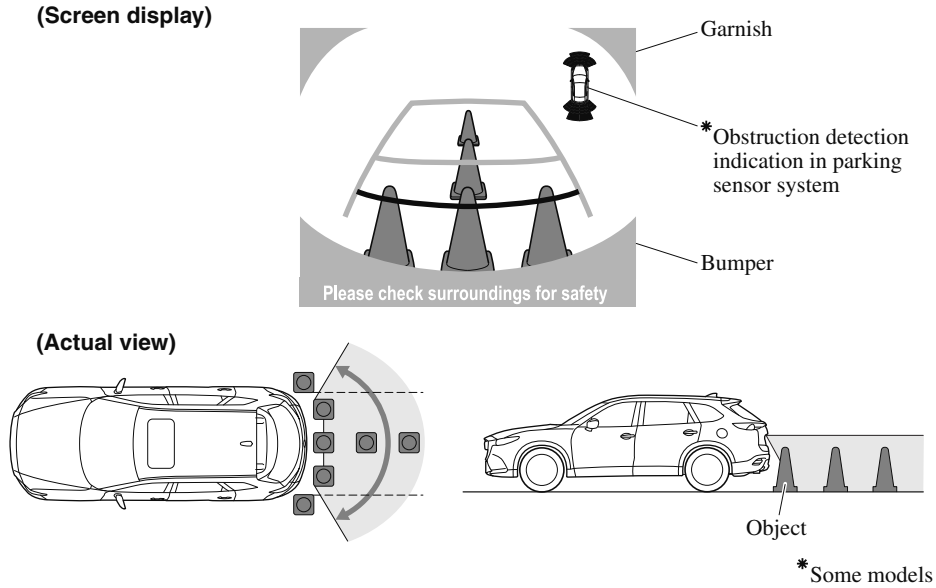 (Screen display)
Garnish
*Obstruction detection
indication in parking
sensor system
Bumper
Please check surroundings for safety
(Actual view)
Object
*Some models